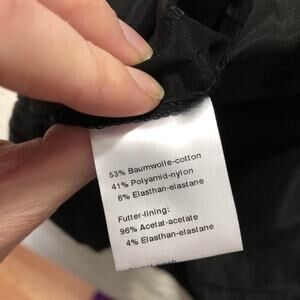 53% Baumwolle-cotton
41% Polyamid-nylon
6% Elasthan-elastane
Futter-lining:
96% Acetat-acetate
4% Elasthan-elastane